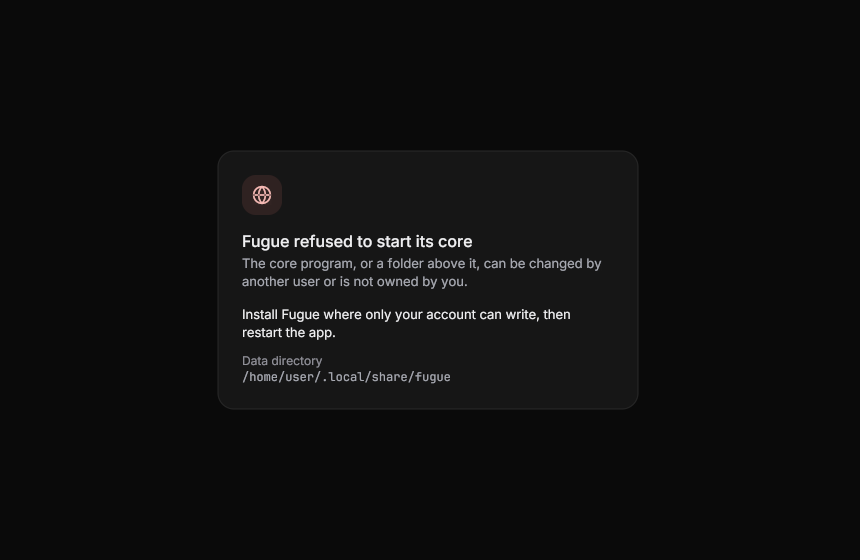 Fugue refused to start its core
The core program, or a folder above it, can be changed by
another user or is not owned by you.
Install Fugue where only your account can write, then
restart the app.
Data directory
/home/user/.local/share/fugue